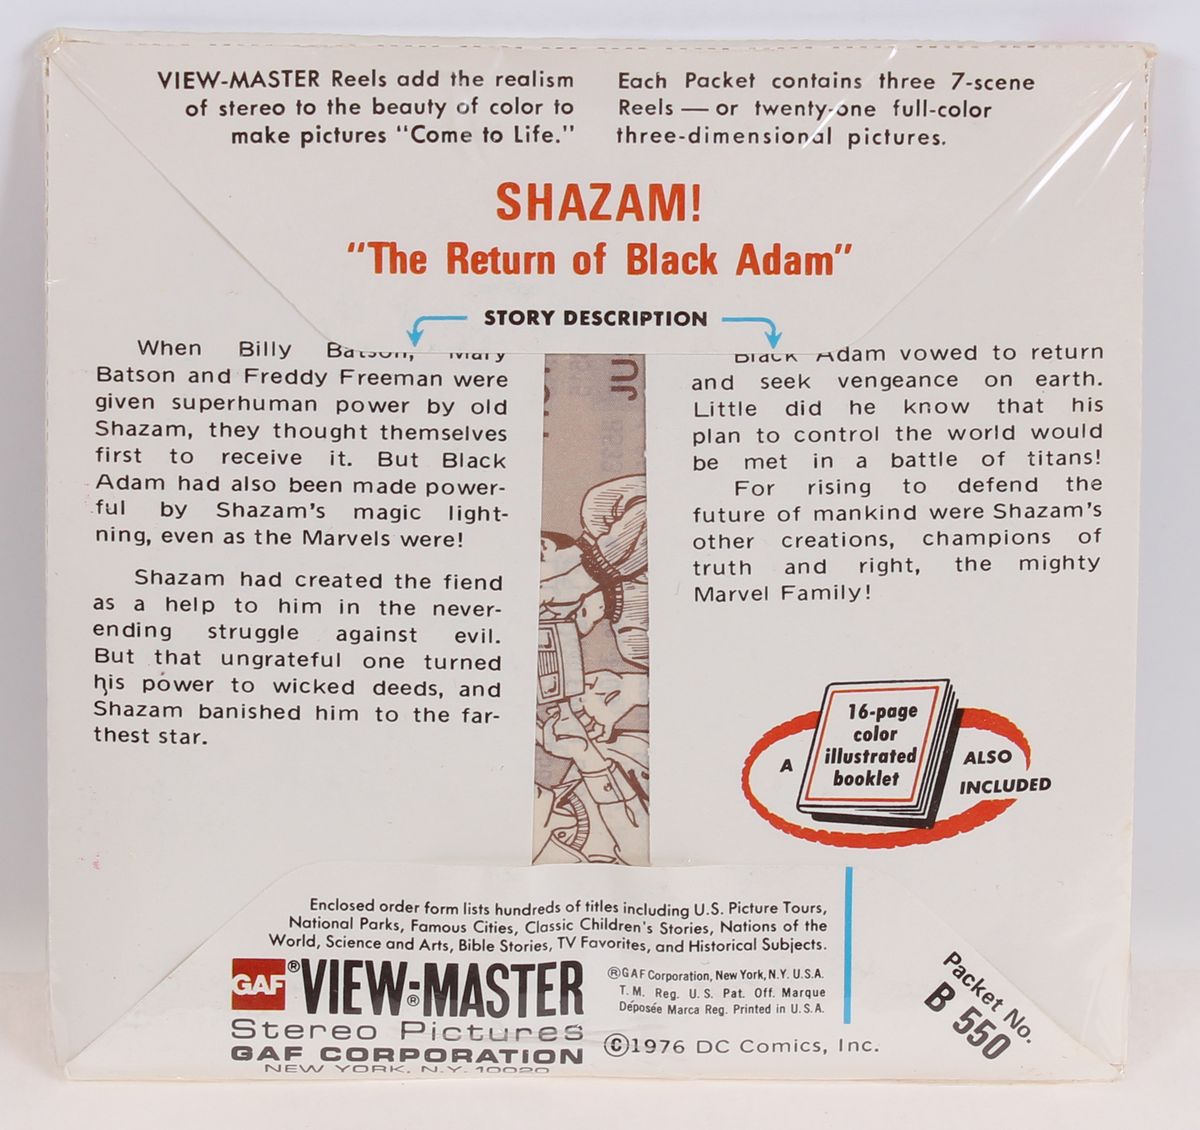 VIEW-MASTER Reels add the realism
of stereo to the beauty of color to
make pictures "Come to Life."
Each Packet contains three 7-scene
Reels — or twenty-one full-color
three-dimensional pictures.
SHAZAM!
"The Return of Black Adam"
STORY DESCRIPTION
When Billy Batson, Mary
Batson and Freddy Freeman were
given superhuman power by old
Shazam, they thought themselves
first to receive it. But Black
Adam had also been made power-
ful by Shazam's magic light-
ning, even as the Marvels were!
Shazam had created the fiend
as a help to him in the never-
ending struggle against evil.
But that ungrateful one turned
his power to wicked deeds, and
Shazam banished him to the far-
thest star.
Black Adam vowed to return
and seek vengeance on earth.
Little did he know that his
plan to control the world would
be met in a battle of titans!
For rising to defend the
future of mankind were Shazam's
other creations, champions of
truth and right, the mighty
Marvel Family!
JU
A
16-page
color
illustrated
booklet
ALSO
INCLUDED
Enclosed order form lists hundreds of titles including U.S. Picture Tours,
National Parks, Famous Cities, Classic Children's Stories, Nations of the
World, Science and Arts, Bible Stories, TV Favorites, and Historical Subjects.
GAF® VIEW-MASTER®
Stereo Pictures
GAF CORPORATION
NEW YORK, N.Y. 10020
®GAF Corporation, New York, N.Y. U.S.A.
T.M. Reg. U.S. Pat. Off. Marque
Déposée Marca Reg. Printed in U.S.A.
©1976 DC Comics, Inc.
Packet No.
B 550